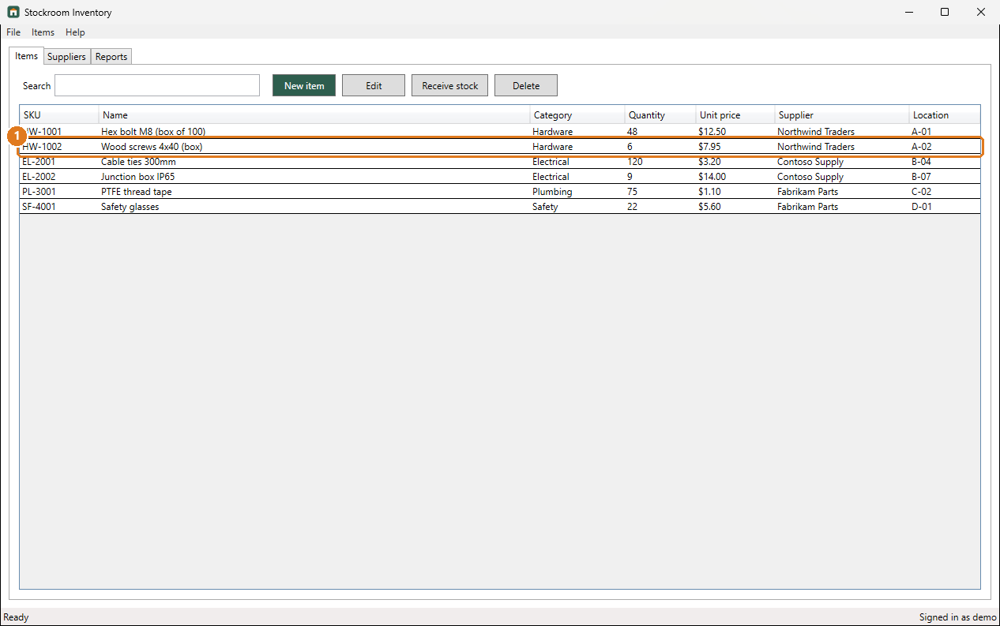 Stockroom Inventory
File Items Help
Items Suppliers Reports
Search New item Edit Receive stock Delete
SKU Name Category Quantity Unit price Supplier Location
1
HW-1001 Hex bolt M8 (box of 100) Hardware 48 $12.50 Northwind Traders A-01
HW-1002 Wood screws 4x40 (box) Hardware 6 $7.95 Northwind Traders A-02
EL-2001 Cable ties 300mm Electrical 120 $3.20 Contoso Supply B-04
EL-2002 Junction box IP65 Electrical 9 $14.00 Contoso Supply B-07
PL-3001 PTFE thread tape Plumbing 75 $1.10 Fabrikam Parts C-02
SF-4001 Safety glasses Safety 22 $5.60 Fabrikam Parts D-01
Ready Signed in as demo